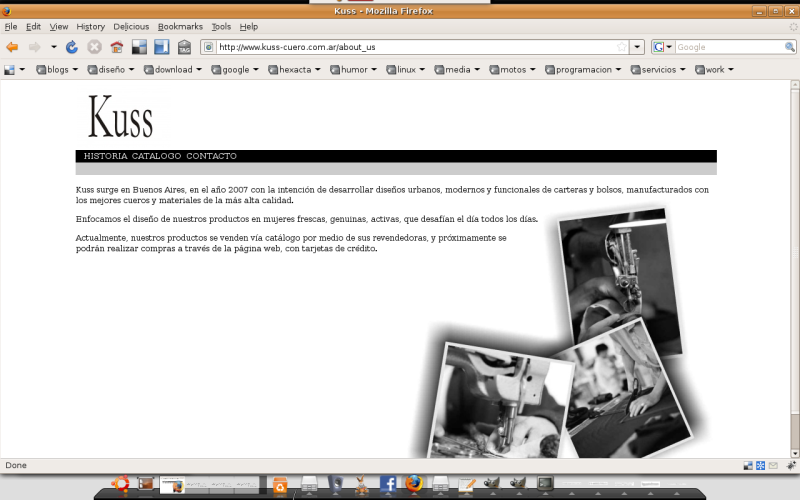 Kuss - Mozilla Firefox
File Edit View History Delicious Bookmarks Tools Help
TAG
http://www.kuss-cuero.com.ar/about_us
Google
blogs diseño download google hexacta humor linux media motos programacion servicios work
Kuss
HISTORIA CATALOGO CONTACTO
Kuss surge en Buenos Aires, en el año 2007 con la intención de desarrollar diseños urbanos, modernos y funcionales de carteras y bolsos, manufacturados con
los mejores cueros y materiales de la más alta calidad.
Enfocamos el diseño de nuestros productos en mujeres frescas, genuinas, activas, que desafían el día todos los días.
Actualmente, nuestros productos se venden vía catálogo por medio de sus revendedoras, y próximamente se
podrán realizar compras a través de la página web, con tarjetas de crédito.
Done